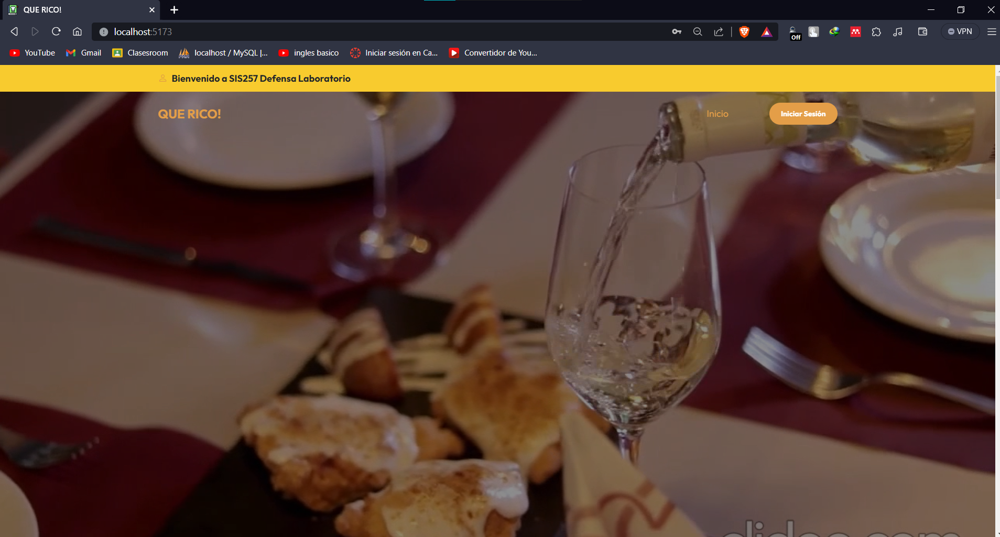 QUE RICO!
localhost:5173
Off
VPN
YouTube
Gmail
Clasesroom
localhost / MySQL |...
ingles basico
Iniciar sesión en Ca...
Convertidor de You...
Bienvenido a SIS257 Defensa Laboratorio
QUE RICO!
Inicio
Iniciar Sesión